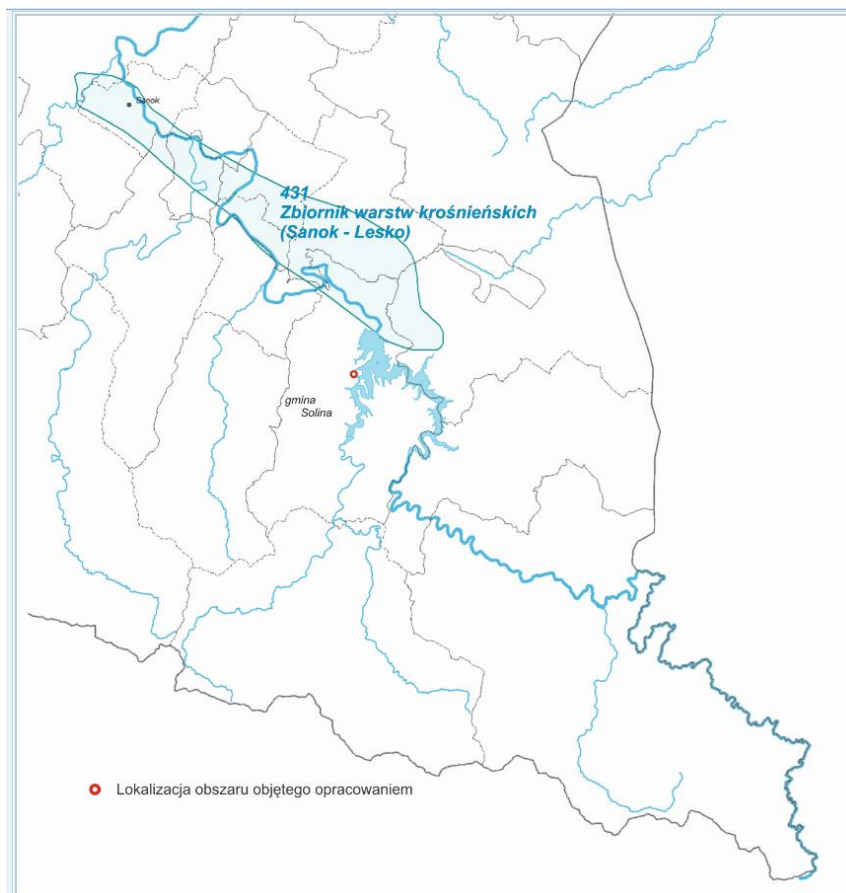 Sanok
431
Zbiornik warstw krośnieńskich
(Sanok - Lesko)
gmina
Solina
Lokalizacja obszaru objętego opracowaniem